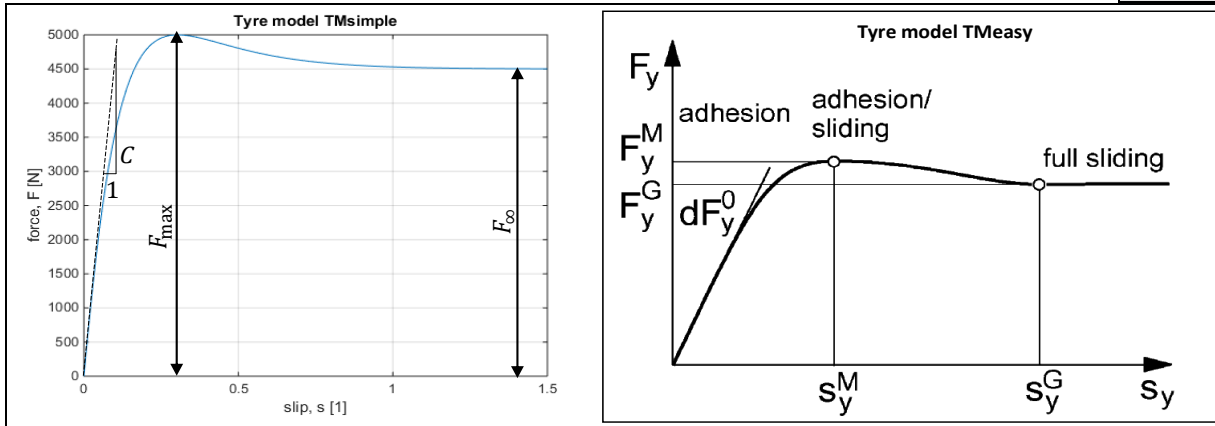 Tyre model TMsimple
5000
4500
4000
3500
3000
2500
2000
1500
1000
500
0
force, F [N]
C
1
F_max
F_∞
0
0.5
1
1.5
slip, s [1]
Tyre model TMeasy
F_y
adhesion
adhesion/
sliding
full sliding
F_y^M
F_y^G
dF_y^0
s_y^M
s_y^G
s_y